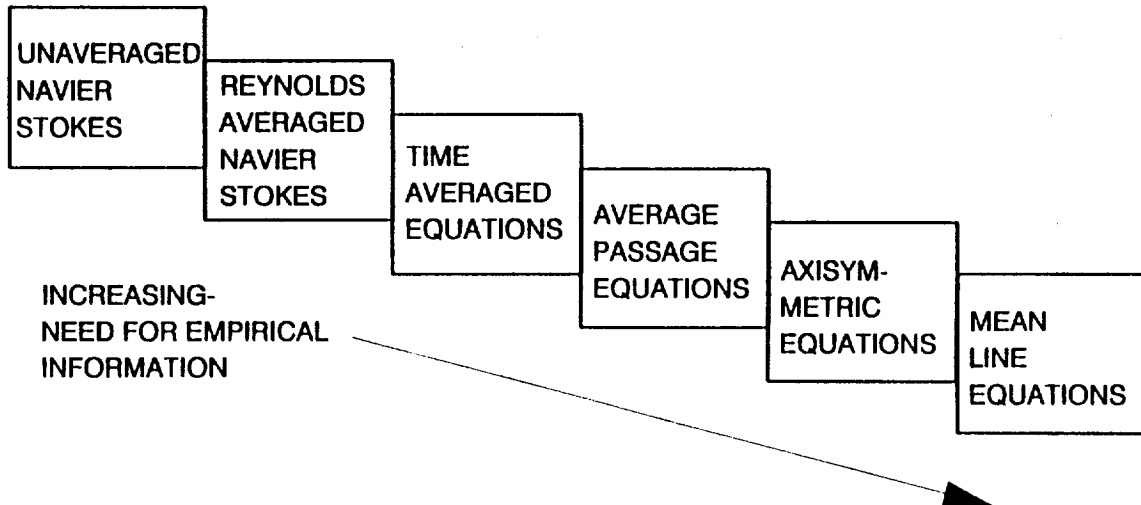 UNAVERAGED
NAVIER
STOKES
REYNOLDS
AVERAGED
NAVIER
STOKES
TIME
AVERAGED
EQUATIONS
AVERAGE
PASSAGE
EQUATIONS
AXISYM-
METRIC
EQUATIONS
MEAN
LINE
EQUATIONS
INCREASING-
NEED FOR EMPIRICAL
INFORMATION